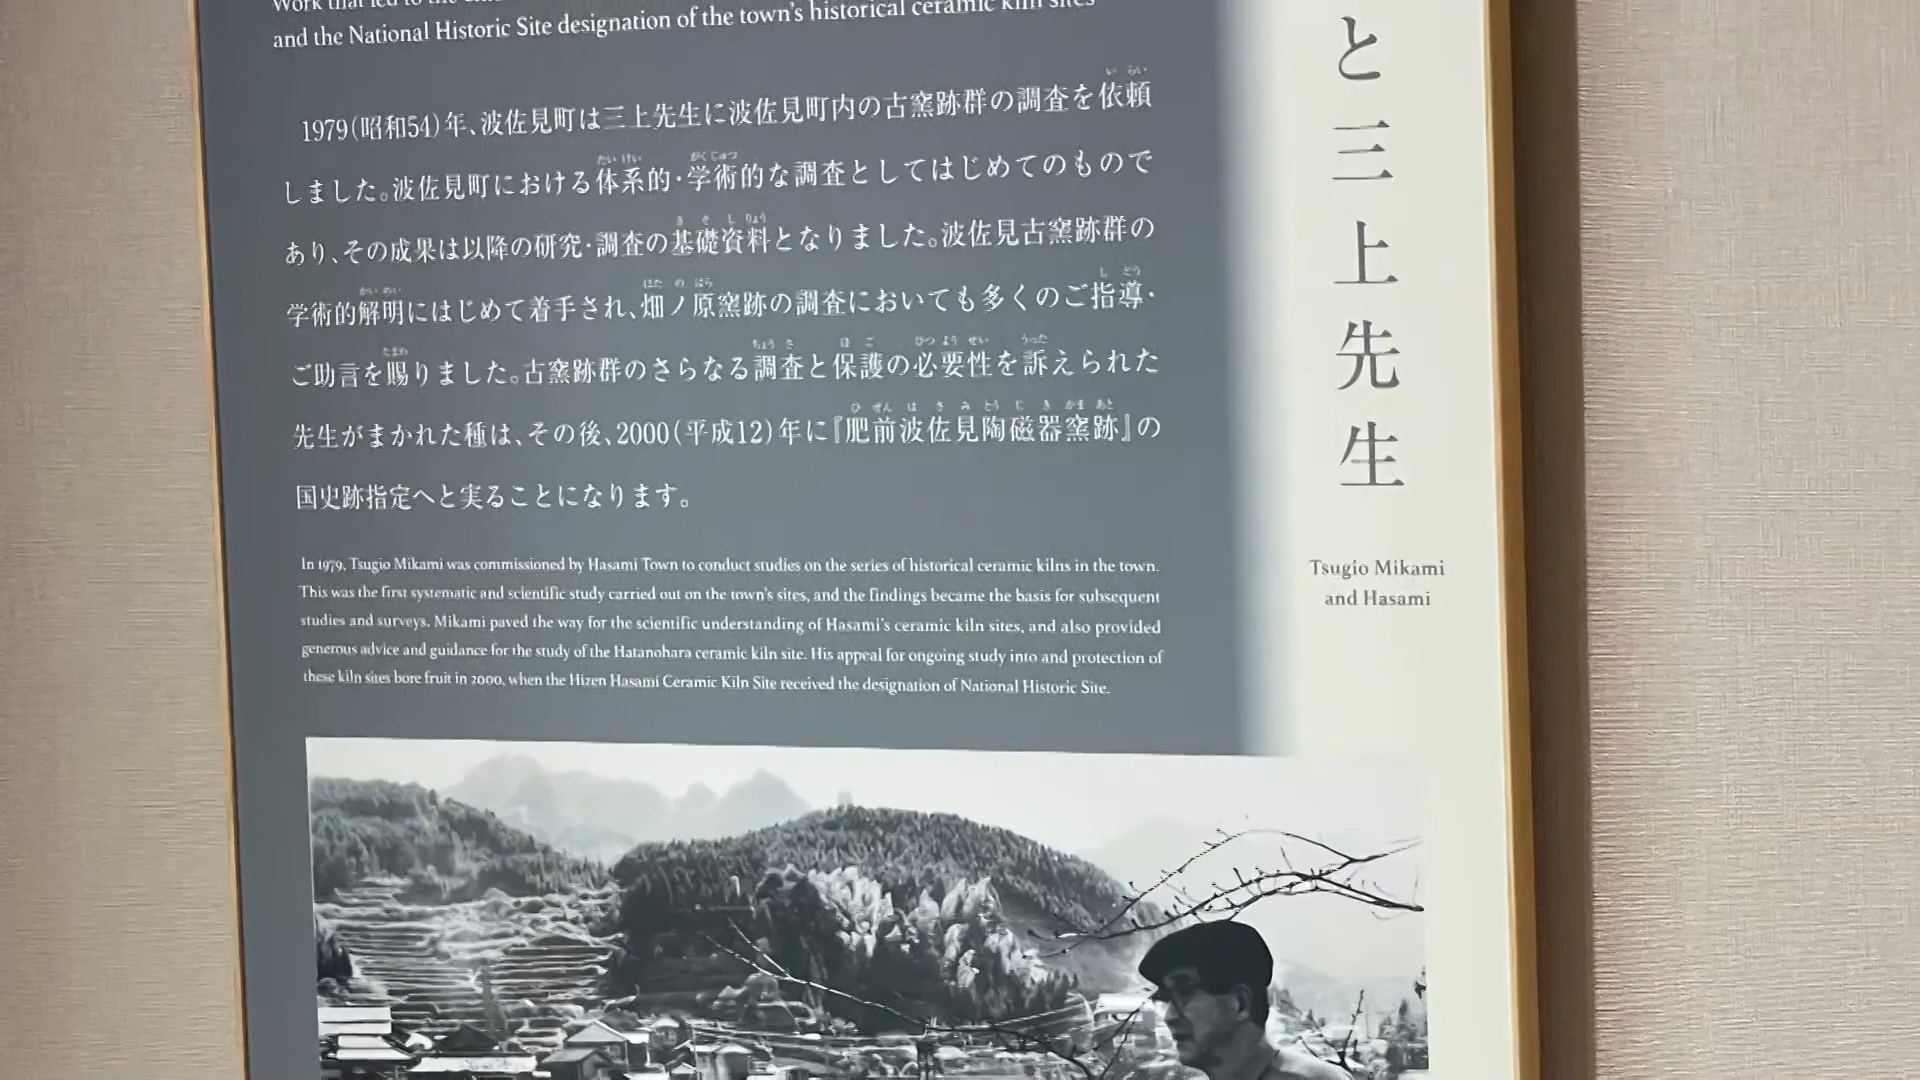 Work that led to the
and the National Historic Site designation of the town's historical ceramic kiln sites
1979(昭和54)年、波佐見町は三上先生に波佐見町内の古窯跡群の調査を依頼
しました。波佐見町における体系的・学術的な調査としてはじめてのもので
あり、その成果は以降の研究・調査の基礎資料となりました。波佐見古窯跡群の
学術的解明にはじめて着手され、畑ノ原窯跡の調査においても多くのご指導・
ご助言を賜りました。古窯跡群のさらなる調査と保護の必要性を訴えられた
先生がまかれた種は、その後、2000(平成12)年に『肥前波佐見陶磁器窯跡』の
国史跡指定へと実ることになります。
In 1979, Tsugio Mikami was commissioned by Hasami Town to conduct studies on the series of historical ceramic kilns in the town.
This was the first systematic and scientific study carried out on the town's sites, and the findings became the basis for subsequent
studies and surveys. Mikami paved the way for the scientific understanding of Hasami's ceramic kiln sites, and also provided
generous advice and guidance for the study of the Hatanohara ceramic kiln site. His appeal for ongoing study into and protection of
these kiln sites bore fruit in 2000, when the Hizen Hasami Ceramic Kiln Site received the designation of National Historic Site.
と三上先生
Tsugio Mikami
and Hasami